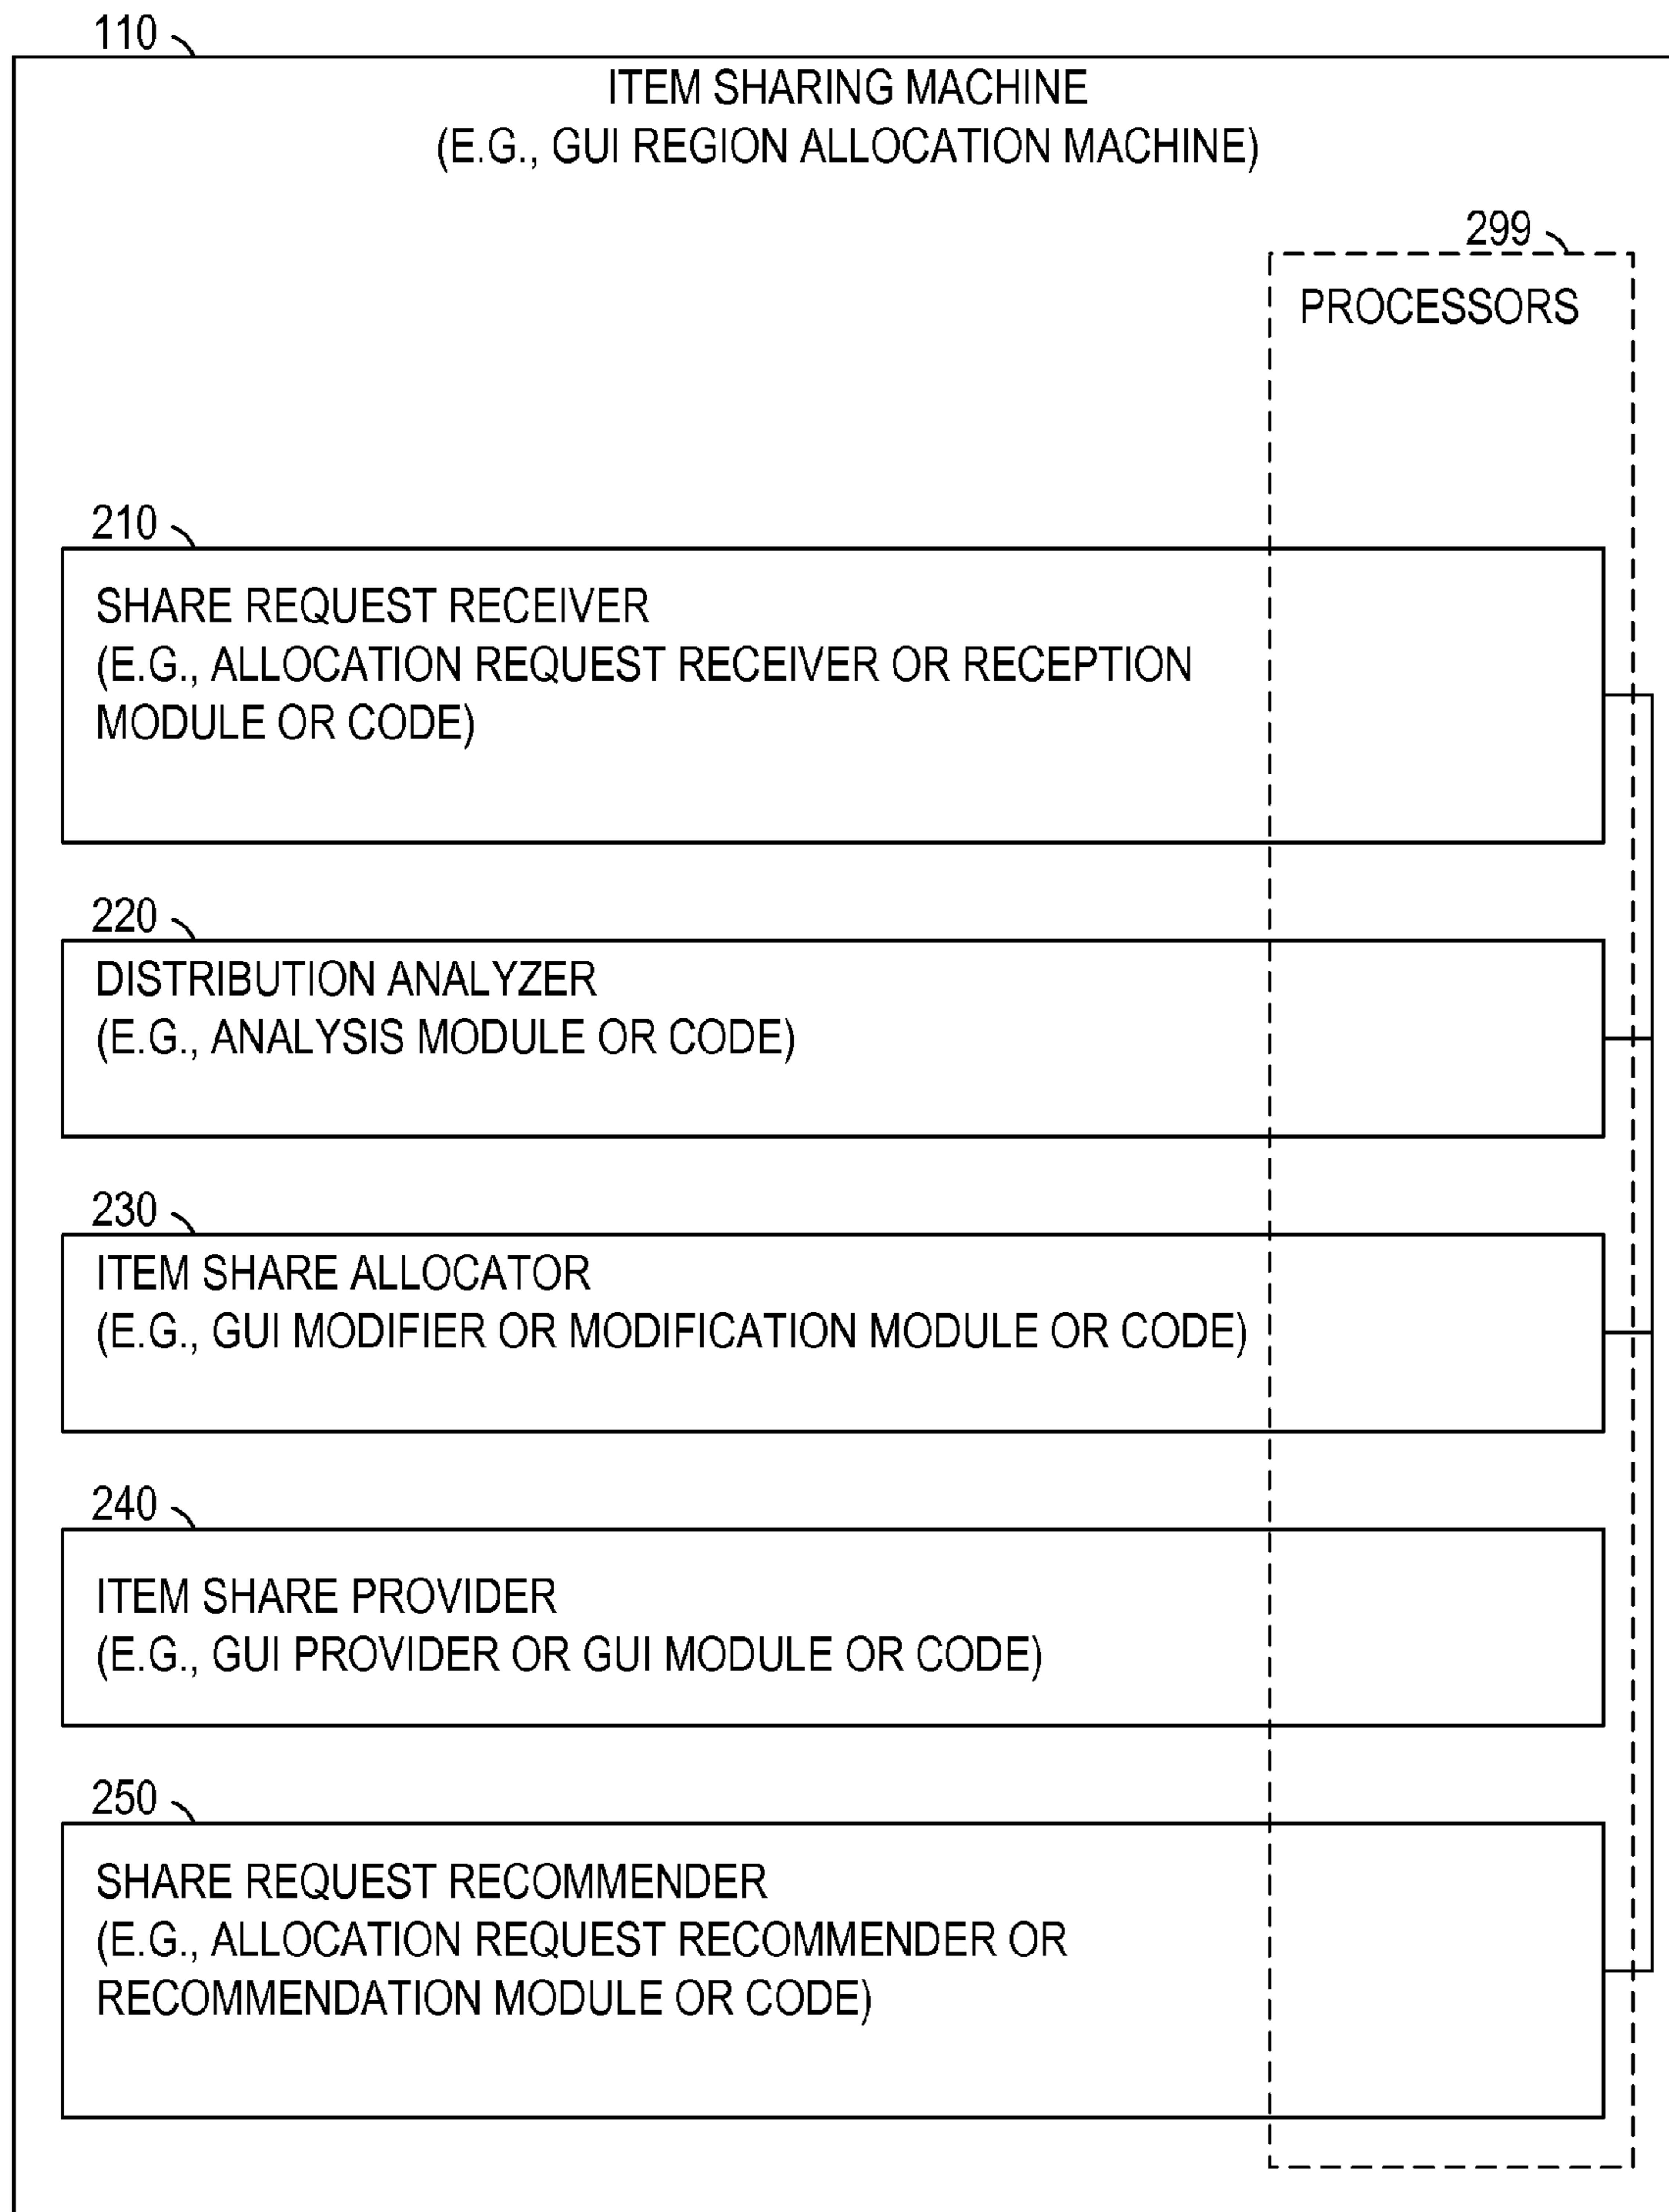 110
ITEM SHARING MACHINE
(E.G., GUI REGION ALLOCATION MACHINE)
299
PROCESSORS
210
SHARE REQUEST RECEIVER
(E.G., ALLOCATION REQUEST RECEIVER OR RECEPTION
MODULE OR CODE)
220
DISTRIBUTION ANALYZER
(E.G., ANALYSIS MODULE OR CODE)
230
ITEM SHARE ALLOCATOR
(E.G., GUI MODIFIER OR MODIFICATION MODULE OR CODE)
240
ITEM SHARE PROVIDER
(E.G., GUI PROVIDER OR GUI MODULE OR CODE)
250
SHARE REQUEST RECOMMENDER
(E.G., ALLOCATION REQUEST RECOMMENDER OR
RECOMMENDATION MODULE OR CODE)